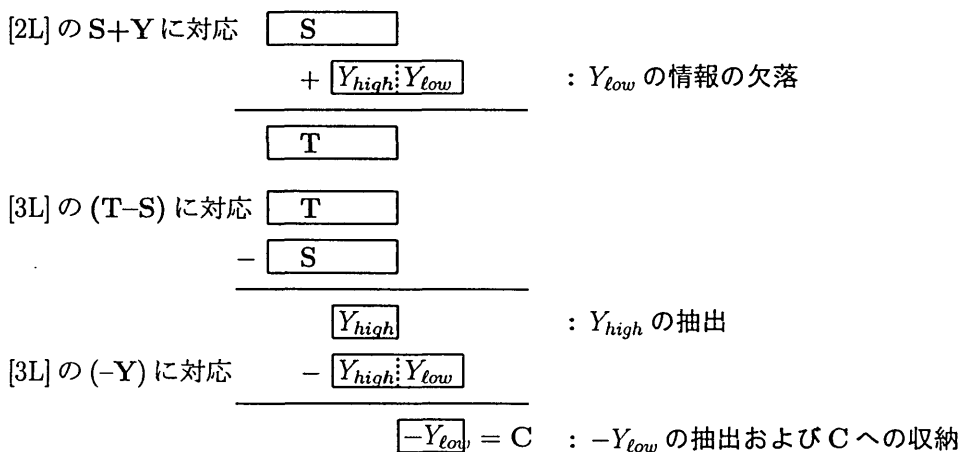 [2L] の S+Y に対応 S
+ Y_high Y_ℓow : Y_ℓow の情報の欠落
T
[3L] の (T–S) に対応 T
– S
Y_high : Y_high の抽出
[3L] の (–Y) に対応 – Y_high Y_ℓow
–Y_ℓow = C : –Y_ℓow の抽出および C への収納